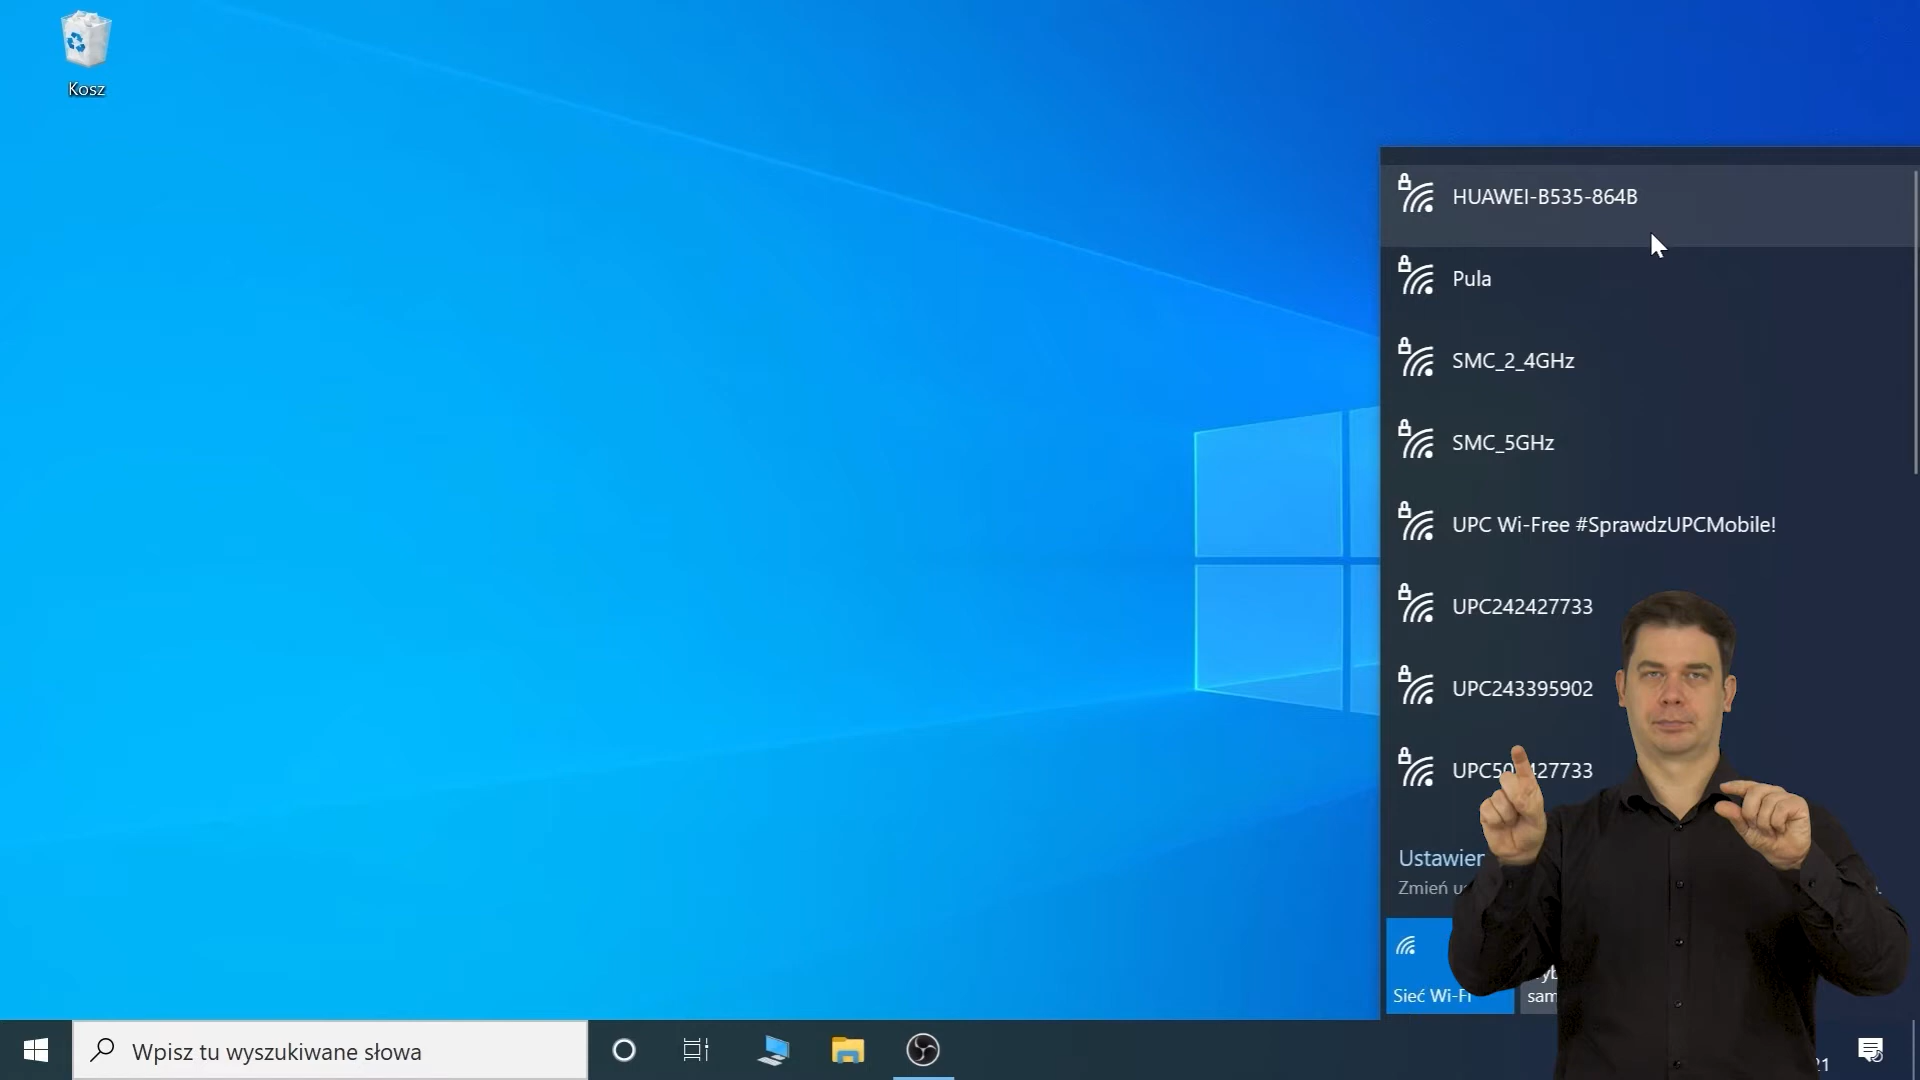 Kosz
HUAWEI-B535-864B
Pula
SMC_2_4GHz
SMC_5GHz
UPC Wi-Free #SprawdzUPCMobile!
UPC242427733
UPC243395902
Zmień
Sieć Wi-Fi
Wpisz tu wyszukiwane słowa